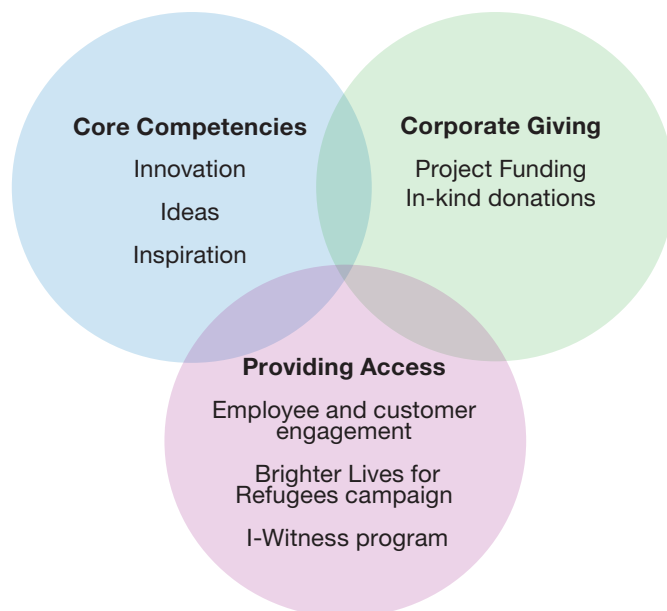 Core Competencies
Innovation
Ideas
Inspiration
Corporate Giving
Project Funding
In-kind donations
Providing Access
Employee and customer
engagement
Brighter Lives for
Refugees campaign
I-Witness program